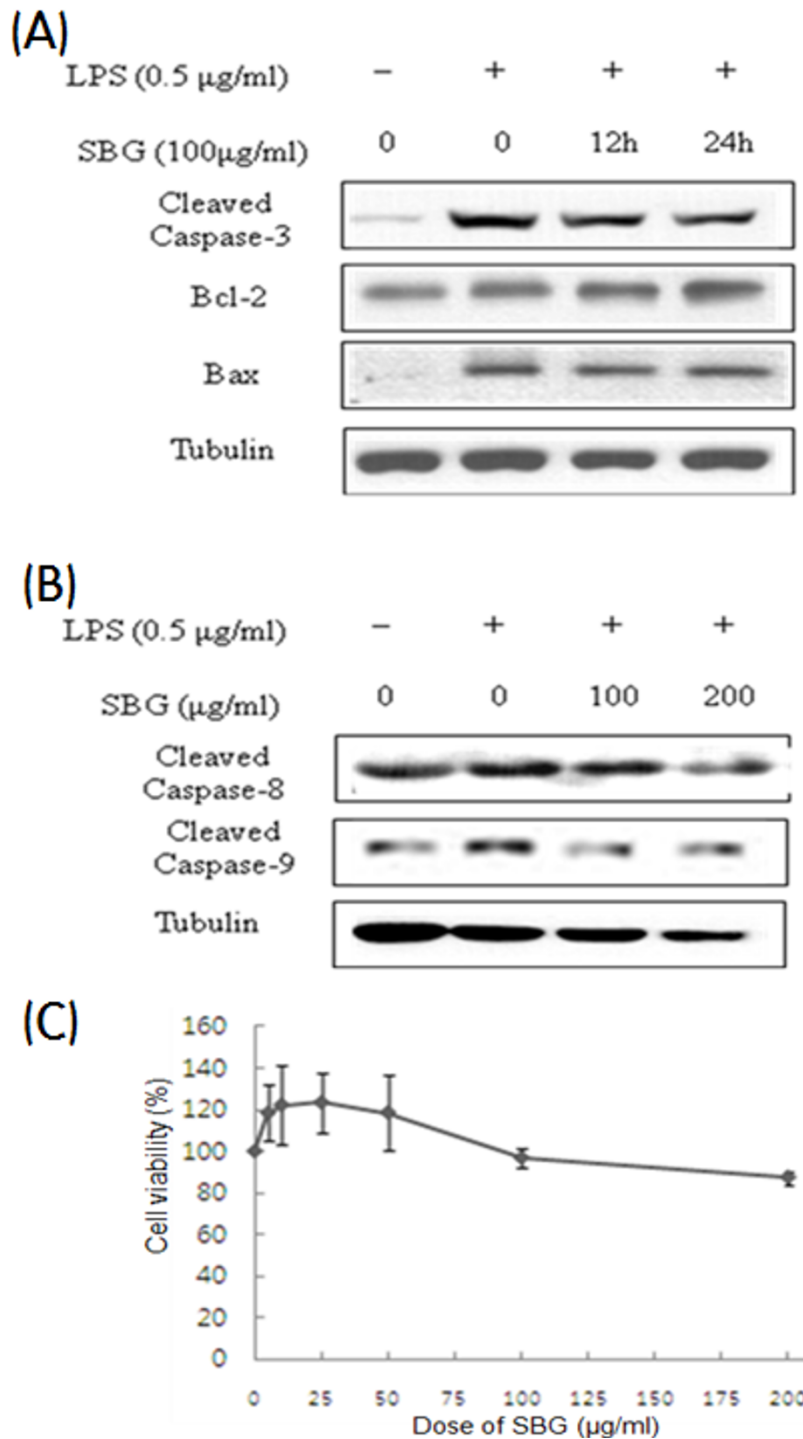 (A)
LPS (0.5 μg/ml) − + + +
SBG (100μg/ml) 0 0 12h 24h
Cleaved
Caspase-3
Bcl-2
Bax
Tubulin
(B)
LPS (0.5 μg/ml) − + + +
SBG (μg/ml) 0 0 100 200
Cleaved
Caspase-8
Cleaved
Caspase-9
Tubulin
(C)
Cell viability (%)
160
140
120
100
80
60
40
20
0
0 25 50 75 100 125 150 175 200
Dose of SBG (μg/ml)